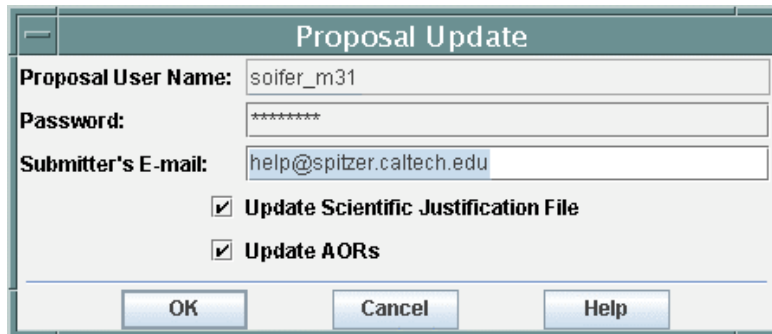 Proposal Update
Proposal User Name: soifer_m31
Password: ********
Submitter's E-mail: help@spitzer.caltech.edu
Update Scientific Justification File
Update AORs
OK Cancel Help